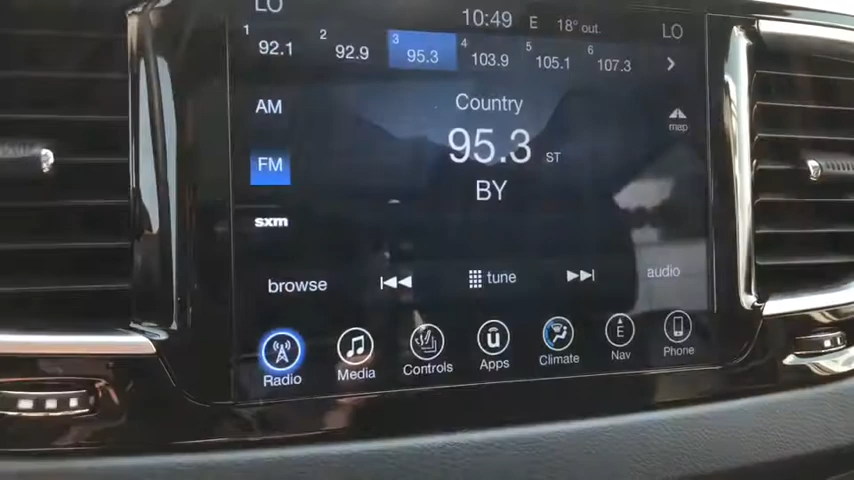 LO 10:49 E 18° out. LO
1 92.1 2 92.9 3 95.3 4 103.9 5 105.1 6 107.3
AM
Country
map
FM
95.3 ST
BY
sxm
browse tune audio
Radio Media Controls Apps Climate Nav Phone
u
E